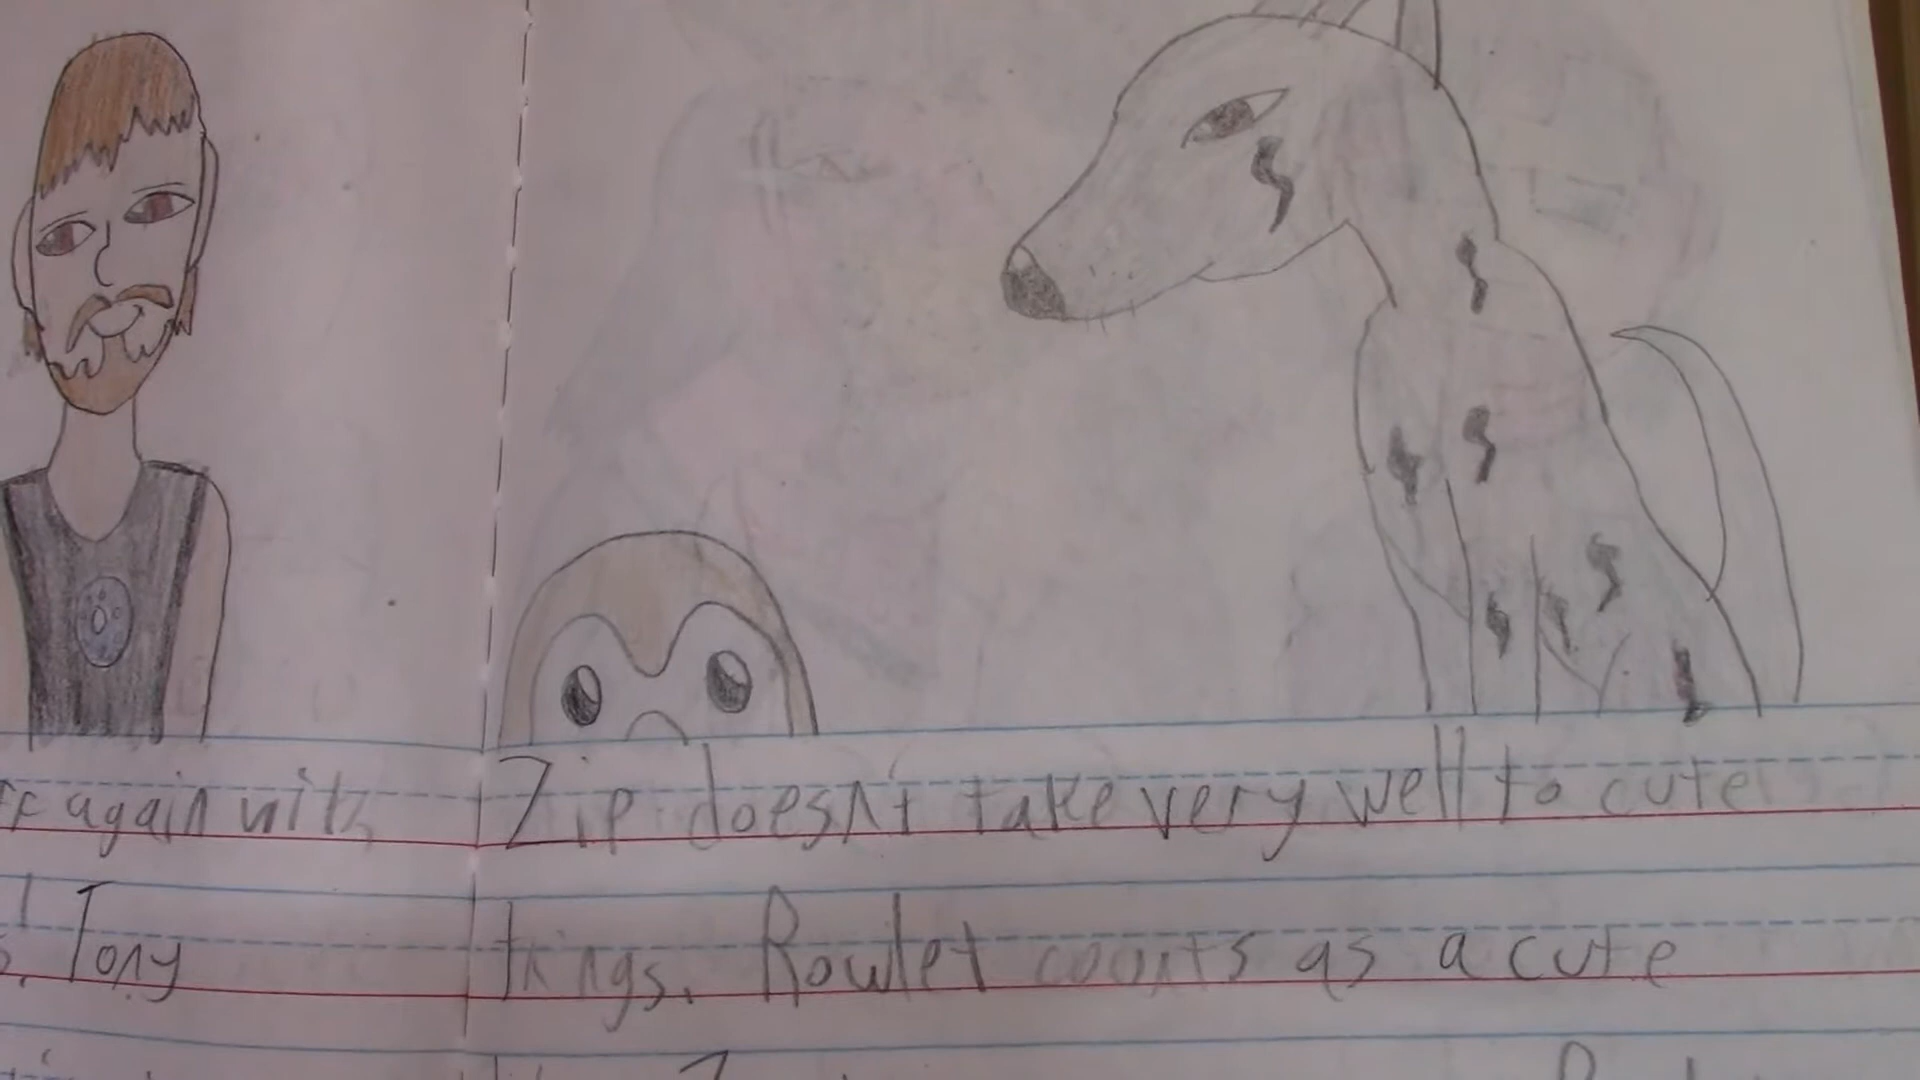 again with
Tony
Zip doesn't take very well to cute
things. Rowlet counts as a cute